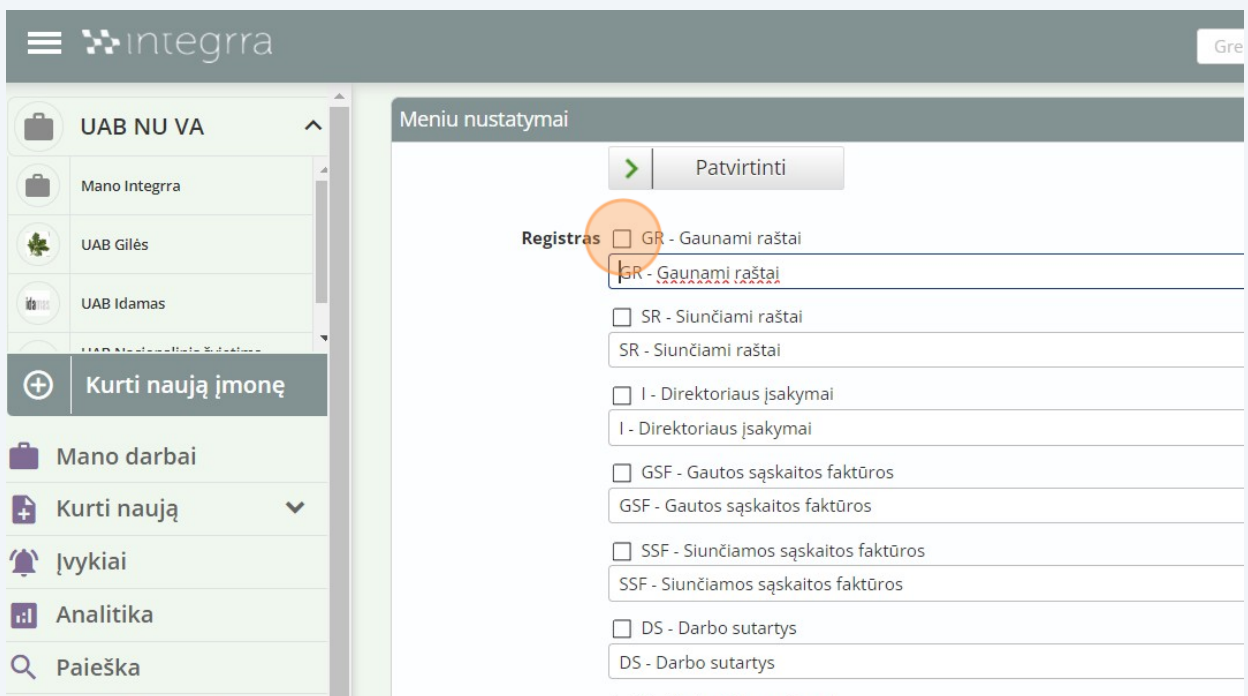 integrra
Gre
UAB NU VA
Mano Integrra
UAB Gilės
UAB Idamas
Kurti naują įmonę
Mano darbai
Kurti naują
Įvykiai
Analitika
Paieška
Meniu nustatymai
Patvirtinti
Registras GR - Gaunami raštai
GR - Gaunami raštai
SR - Siunčiami raštai
SR - Siunčiami raštai
I - Direktoriaus įsakymai
I - Direktoriaus įsakymai
GSF - Gautos sąskaitos faktūros
GSF - Gautos sąskaitos faktūros
SSF - Siunčiamos sąskaitos faktūros
SSF - Siunčiamos sąskaitos faktūros
DS - Darbo sutartys
DS - Darbo sutartys